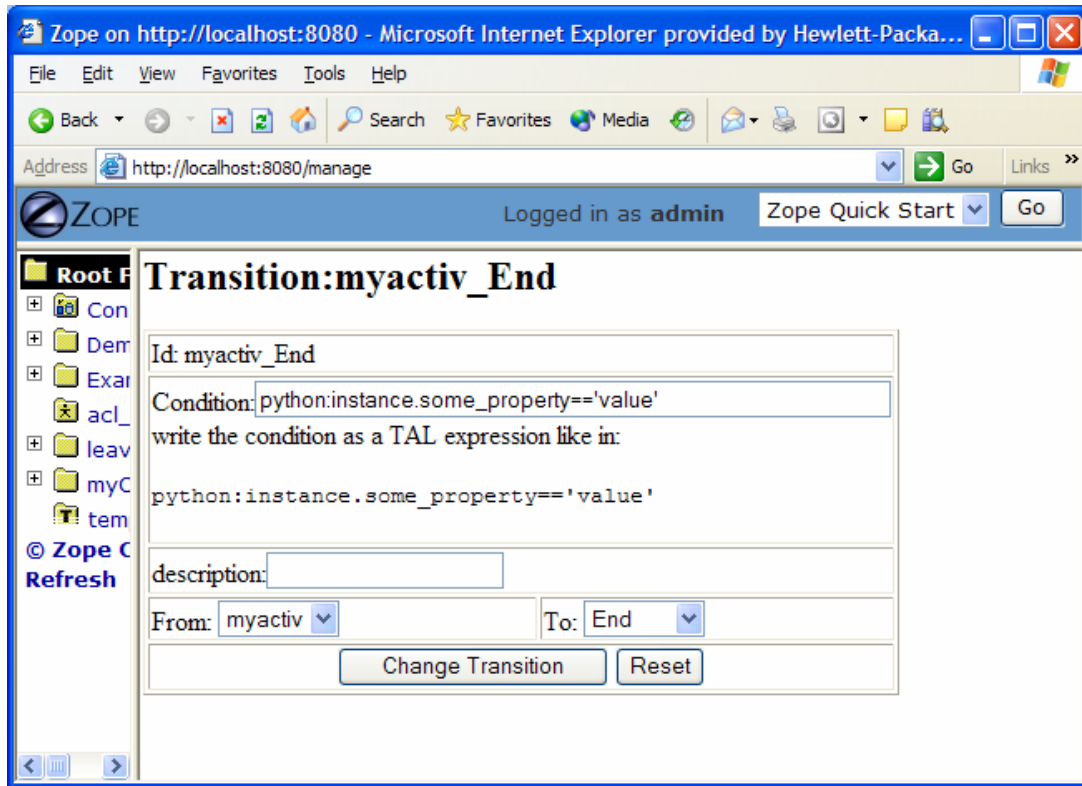 Zope on http://localhost:8080 - Microsoft Internet Explorer provided by Hewlett-Packa...
File Edit View Favorites Tools Help
Back Search Favorites Media
Address http://localhost:8080/manage Go Links »
ZOPE Logged in as admin Zope Quick Start Go
Root F
Con
Dem
Exar
acl_
leav
myC
tem
© Zope C
Refresh
Transition:myactiv_End
Id: myactiv_End
Condition: python:instance.some_property=='value'
write the condition as a TAL expression like in:
python:instance.some_property=='value'
description:
From: myactiv To: End
Change Transition Reset